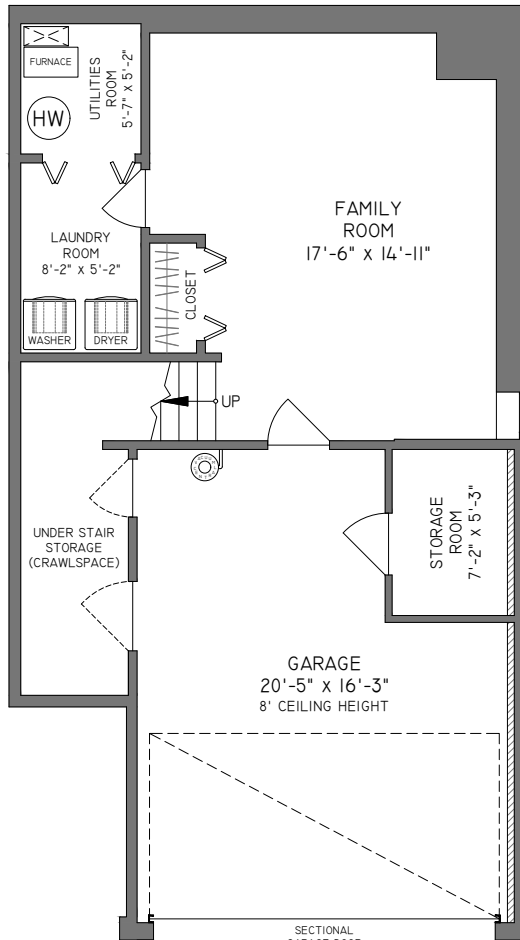 FURNACE
HW
UTILITIES
ROOM
5'-7" X 5'-2"
LAUNDRY
ROOM
8'-2" X 5'-2"
WASHER
DRYER
CLOSET
FAMILY
ROOM
17'-6" X 14'-11"
UP
UNDER STAIR
STORAGE
(CRAWLSPACE)
STORAGE
ROOM
7'-2" X 5'-3"
GARAGE
20'-5" X 16'-3"
8' CEILING HEIGHT
SECTIONAL